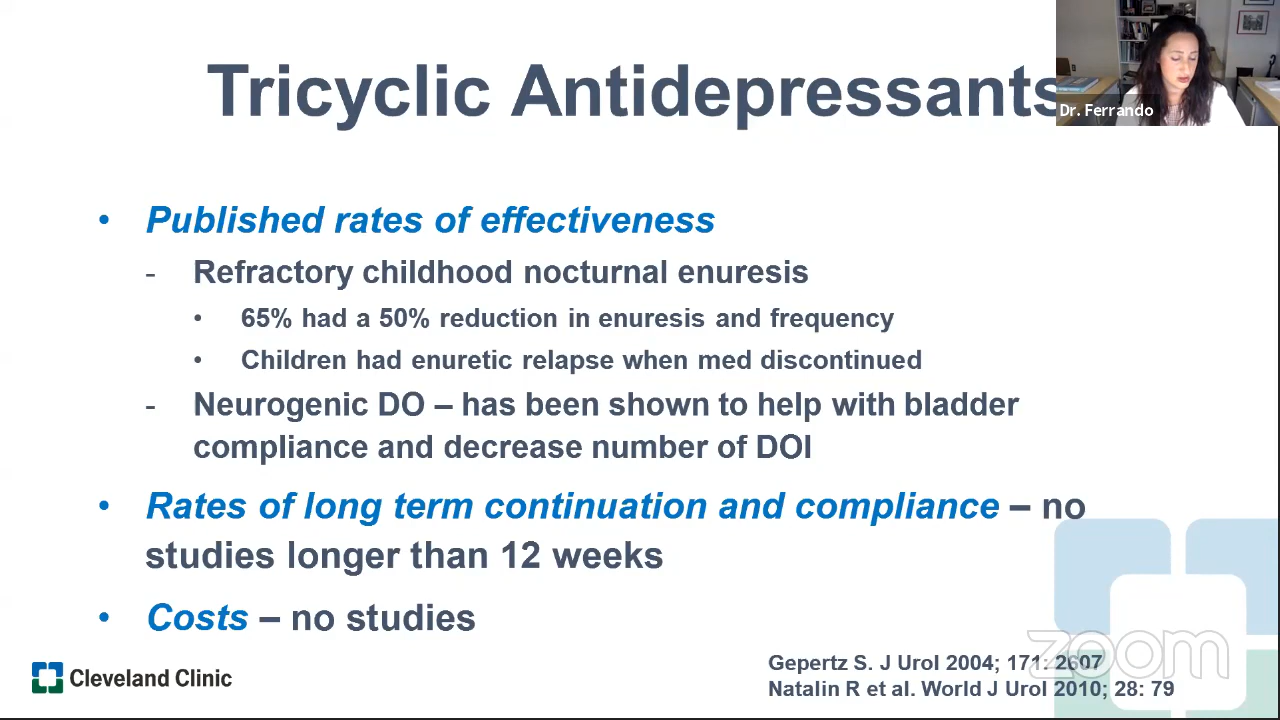 Tricyclic Antidepressants
Dr. Ferrando
• Published rates of effectiveness
- Refractory childhood nocturnal enuresis
• 65% had a 50% reduction in enuresis and frequency
• Children had enuretic relapse when med discontinued
- Neurogenic DO – has been shown to help with bladder
compliance and decrease number of DOI
• Rates of long term continuation and compliance – no
studies longer than 12 weeks
• Costs – no studies
Cleveland Clinic
Gepertz S. J Urol 2004; 171: 2607
Natalin R et al. World J Urol 2010; 28: 79
zoom